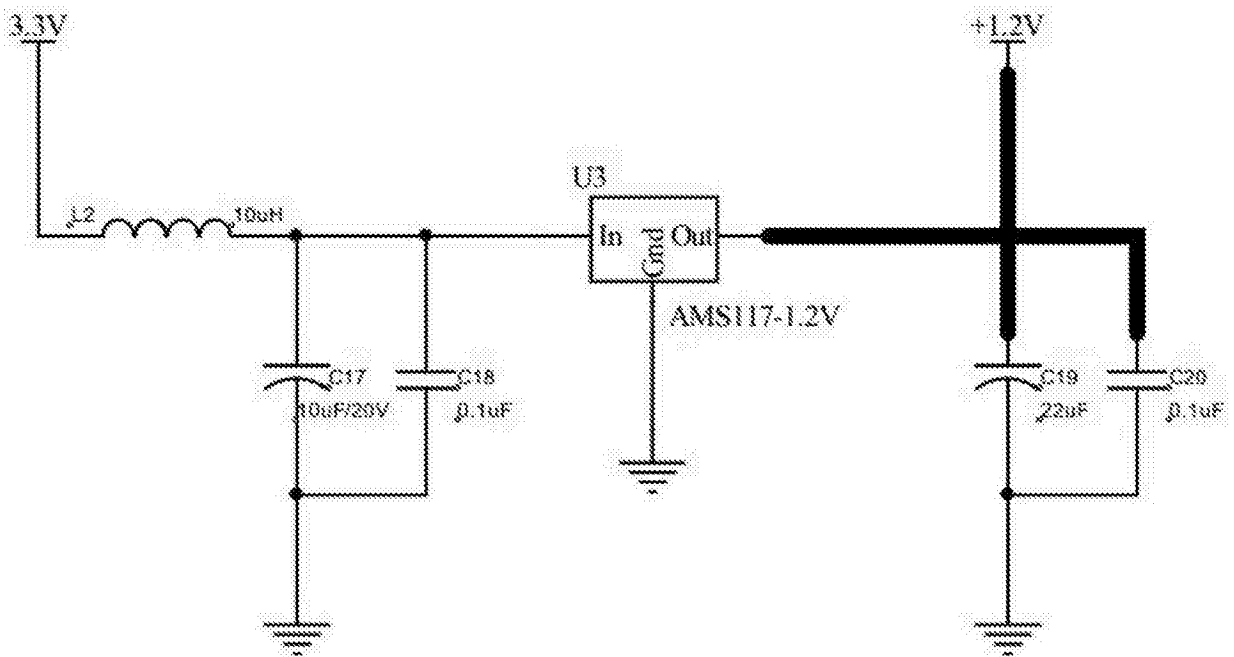 3.3V
+1.2V
U3
L2
10uH
In
Gnd
Out
AMS117-1.2V
C17
10uF/20V
C18
0.1uF
C19
22uF
C20
0.1uF